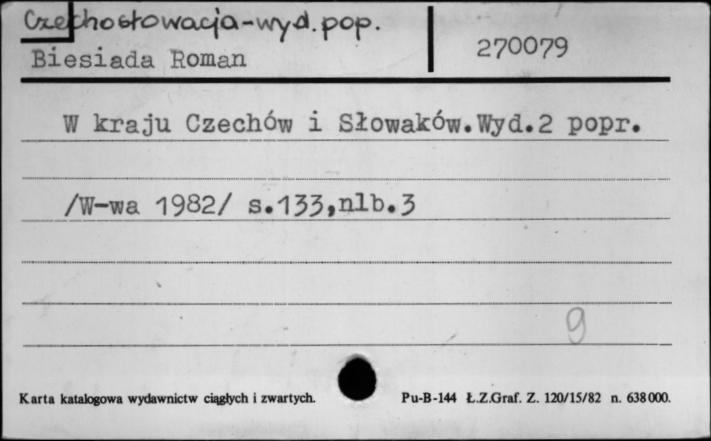 Czechosłowacja-wyd. pop.
Biesiada Roman
270079
W kraju Czechów i Słowaków.Wyd.2 popr.
/W-wa 1982/ s.133,nlb.3
9
Karta katalogowa wydawnictw ciągłych i zwartych.
Pu-B-144 Ł.Z.Graf. Z. 120/15/82 n. 638000.